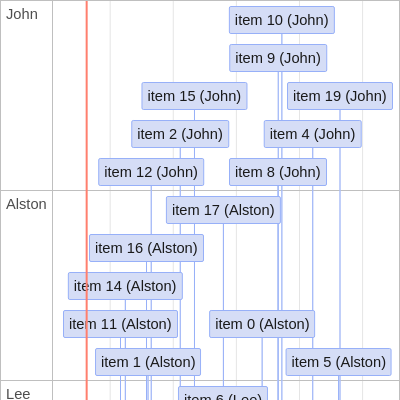 John
item 10 (John)
item 9 (John)
item 15 (John)
item 19 (John)
item 2 (John)
item 4 (John)
item 12 (John)
item 8 (John)
Alston
item 17 (Alston)
item 16 (Alston)
item 14 (Alston)
item 11 (Alston)
item 0 (Alston)
item 1 (Alston)
item 5 (Alston)
Lee
item 6 (Lee)